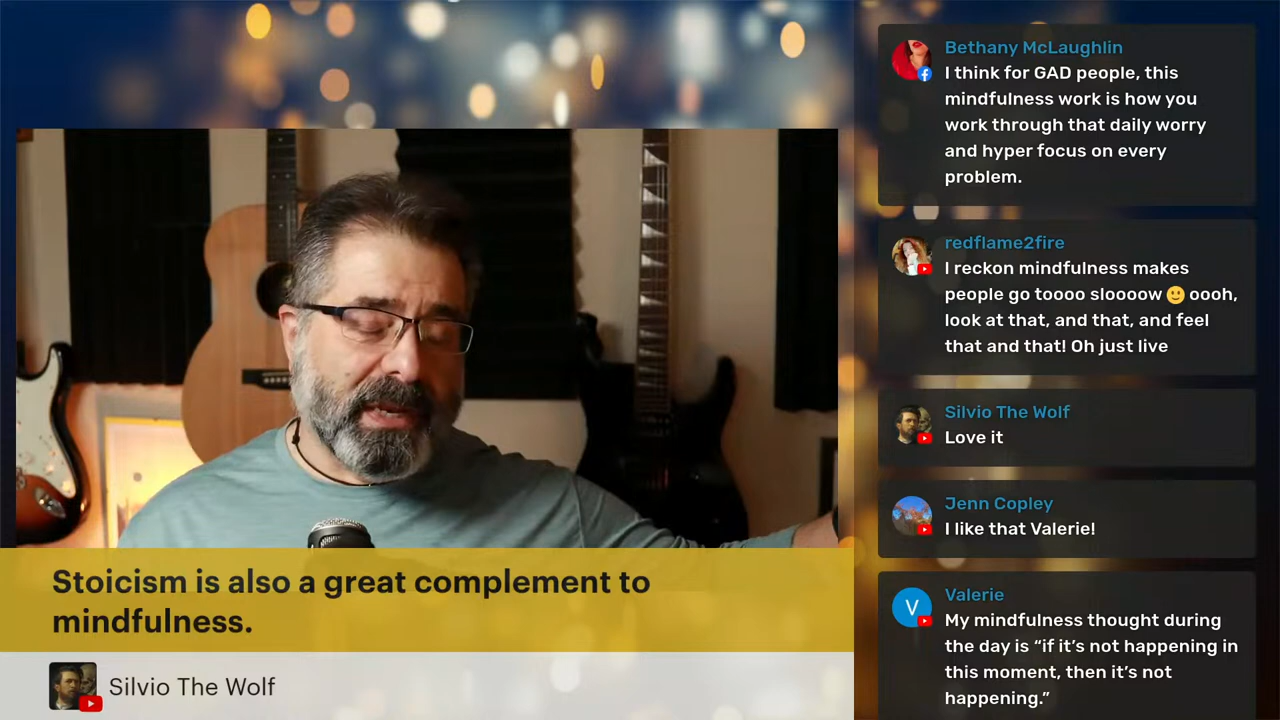 Stoicism is also a great complement to
mindfulness.
Silvio The Wolf
Bethany McLaughlin
I think for GAD people, this
mindfulness work is how you
work through that daily worry
and hyper focus on every
problem.
redflame2fire
I reckon mindfulness makes
people go toooo sloooow 🙂 oooh,
look at that, and that, and feel
that and that! Oh just live
Silvio The Wolf
Love it
Jenn Copley
I like that Valerie!
V
Valerie
My mindfulness thought during
the day is “if it’s not happening in
this moment, then it’s not
happening.”